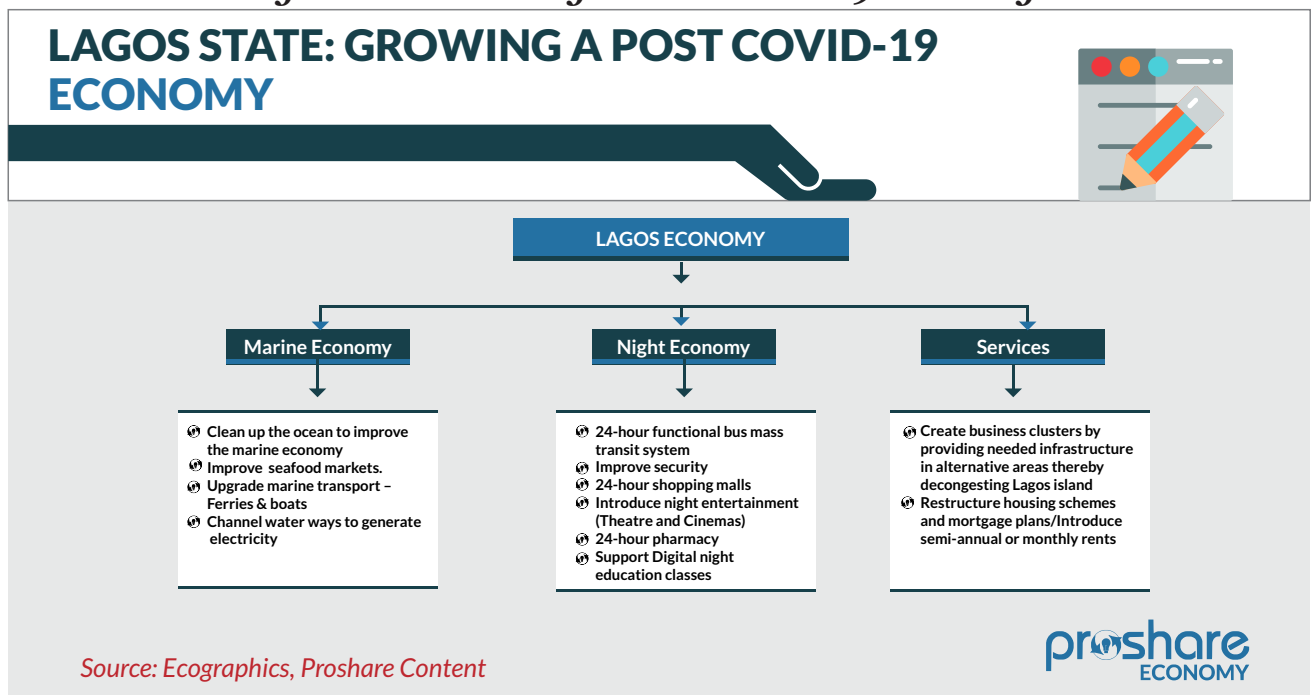 LAGOS STATE: GROWING A POST COVID-19
ECONOMY
LAGOS ECONOMY
Marine Economy
Clean up the ocean to improve
the marine economy
Improve seafood markets.
Upgrade marine transport –
Ferries & boats
Channel water ways to generate
electricity
Night Economy
24-hour functional bus mass
transit system
Improve security
24-hour shopping malls
Introduce night entertainment
(Theatre and Cinemas)
24-hour pharmacy
Support Digital night
education classes
Services
Create business clusters by
providing needed infrastructure
in alternative areas thereby
decongesting Lagos island
Restructure housing schemes
and mortgage plans/Introduce
semi-annual or monthly rents
Source: Ecographics, Proshare Content
proshare
ECONOMY